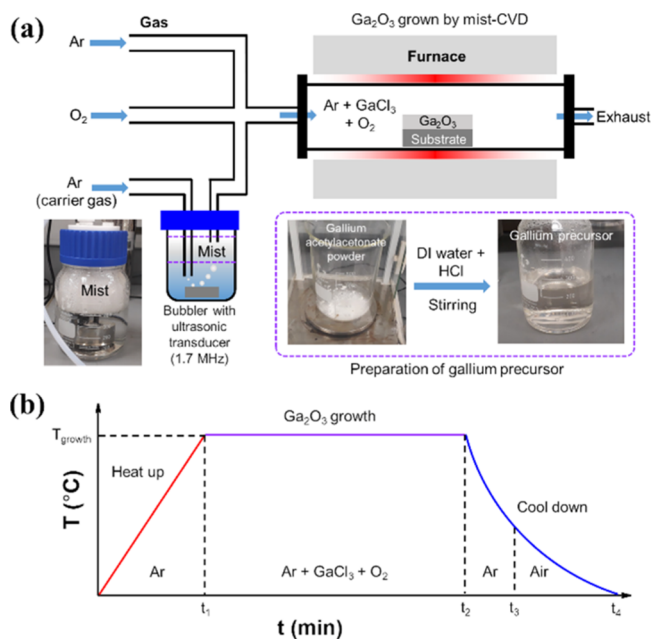 (a)
Gas
Ga₂O₃ grown by mist-CVD
Ar
Furnace
O₂
Ar + GaCl₃
+ O₂
Ga₂O₃
Substrate
Exhaust
Ar
(carrier gas)
Mist
Mist
Bubbler with
ultrasonic
transducer
(1.7 MHz)
Gallium
acetylacetonate
powder
DI water +
HCl
Stirring
Gallium precursor
Preparation of gallium precursor
(b)
T (°C)
Tgrowth
Ga₂O₃ growth
Heat up
Cool down
Ar
Ar + GaCl₃ + O₂
Ar
Air
t₁
t₂
t₃
t₄
t (min)